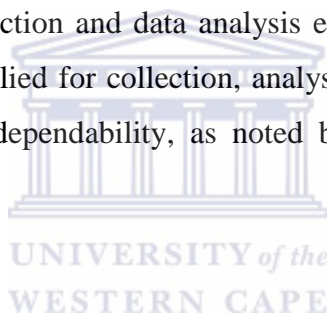 ction and data analysis e
lied for collection, analys
dependability, as noted b
UNIVERSITY of the
WESTERN CAPE